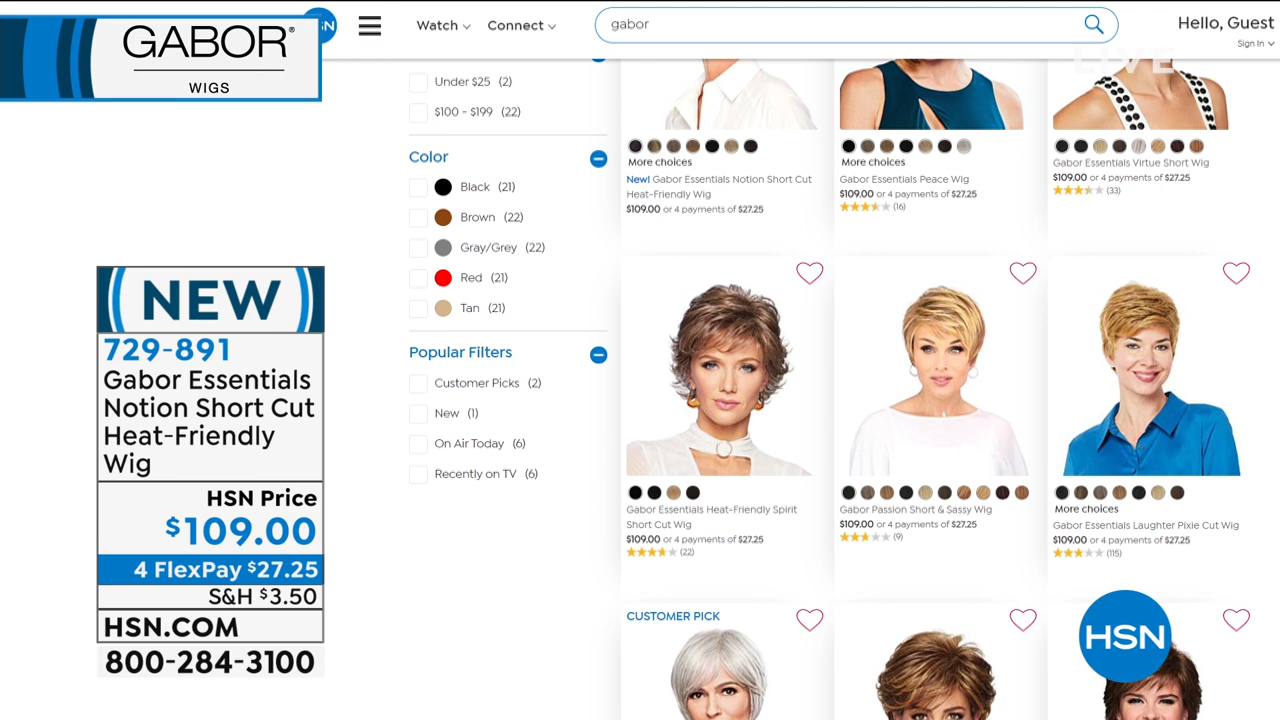 GABOR®
WIGS
SN
Watch
Connect
gabor
Hello, Guest
Sign In
LIVE
Under $25 (2)
$100 - $199 (22)
Color
Black (21)
Brown (22)
Gray/Grey (22)
Red (21)
Tan (21)
Popular Filters
Customer Picks (2)
New (1)
On Air Today (6)
Recently on TV (6)
More choices
New! Gabor Essentials Notion Short Cut
Heat-Friendly Wig
$109.00 or 4 payments of $27.25
More choices
Gabor Essentials Peace Wig
$109.00 or 4 payments of $27.25
(16)
Gabor Essentials Virtue Short Wig
$109.00 or 4 payments of $27.25
(33)
Gabor Essentials Heat-Friendly Spirit
Short Cut Wig
$109.00 or 4 payments of $27.25
(22)
Gabor Passion Short & Sassy Wig
$109.00 or 4 payments of $27.25
(9)
More choices
Gabor Essentials Laughter Pixie Cut Wig
$109.00 or 4 payments of $27.25
(115)
CUSTOMER PICK
NEW
729-891
Gabor Essentials
Notion Short Cut
Heat-Friendly
Wig
HSN Price
$109.00
4 FlexPay $27.25
S&H $3.50
HSN.COM
800-284-3100
HSN